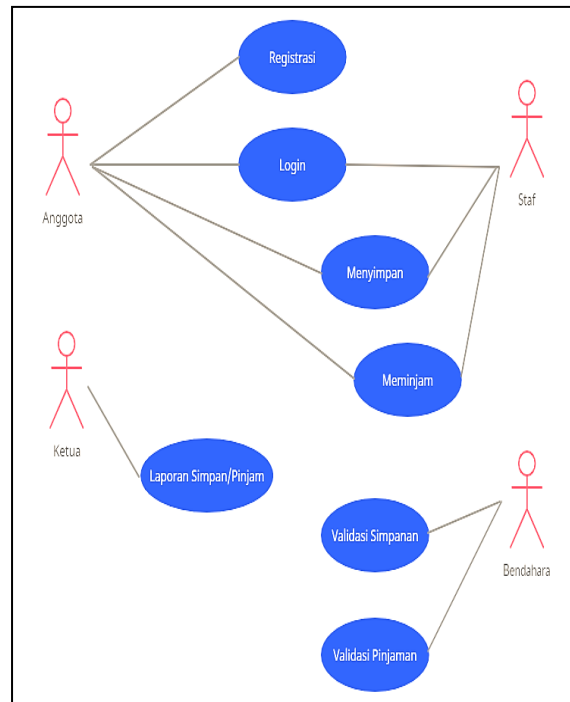 Registrasi
Anggota
Login
Staf
Menyimpan
Meminjam
Ketua
Laporan Simpan/Pinjam
Validasi Simpanan
Bendahara
Validasi Pinjaman